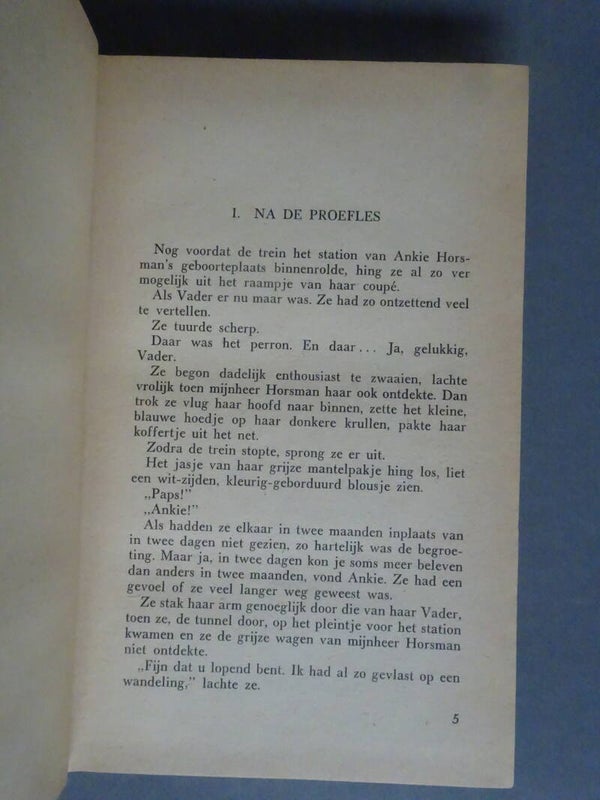 I. NA DE PROEFLES
Nog voordat de trein het station van Ankie Hors-
man's geboorteplaats binnenrolde, hing ze al zo ver
mogelijk uit het raampje van haar coupé.
Als Vader er nu maar was. Ze had zo ontzettend veel
te vertellen.
Ze tuurde scherp.
Daar was het perron. En daar... Ja, gelukkig,
Vader.
Ze begon dadelijk enthousiast te zwaaien, lachte
vrolijk toen mijnheer Horsman haar ook ontdekte. Dan
trok ze vlug haar hoofd naar binnen, zette het kleine,
blauwe hoedje op haar donkere krullen, pakte haar
koffertje uit het net.
Zodra de trein stopte, sprong ze er uit.
Het jasje van haar grijze mantelpakje hing los, liet
een wit-zijden, kleurig-geborduurd blousje zien.
„Paps!”
„Ankie!”
Als hadden ze elkaar in twee maanden inplaats van
in twee dagen niet gezien, zo hartelijk was de begroe-
ting. Maar ja, in twee dagen kon je soms meer beleven
dan anders in twee maanden, vond Ankie. Ze had een
gevoel of ze veel langer weg geweest was.
Ze stak haar arm genoeglijk door die van haar Vader,
toen ze, de tunnel door, op het pleintje voor het station
kwamen en ze de grijze wagen van mijnheer Horsman
niet ontdekte.
„Fijn dat u lopend bent. Ik had al zo gevlast op een
wandeling,” lachte ze.
5